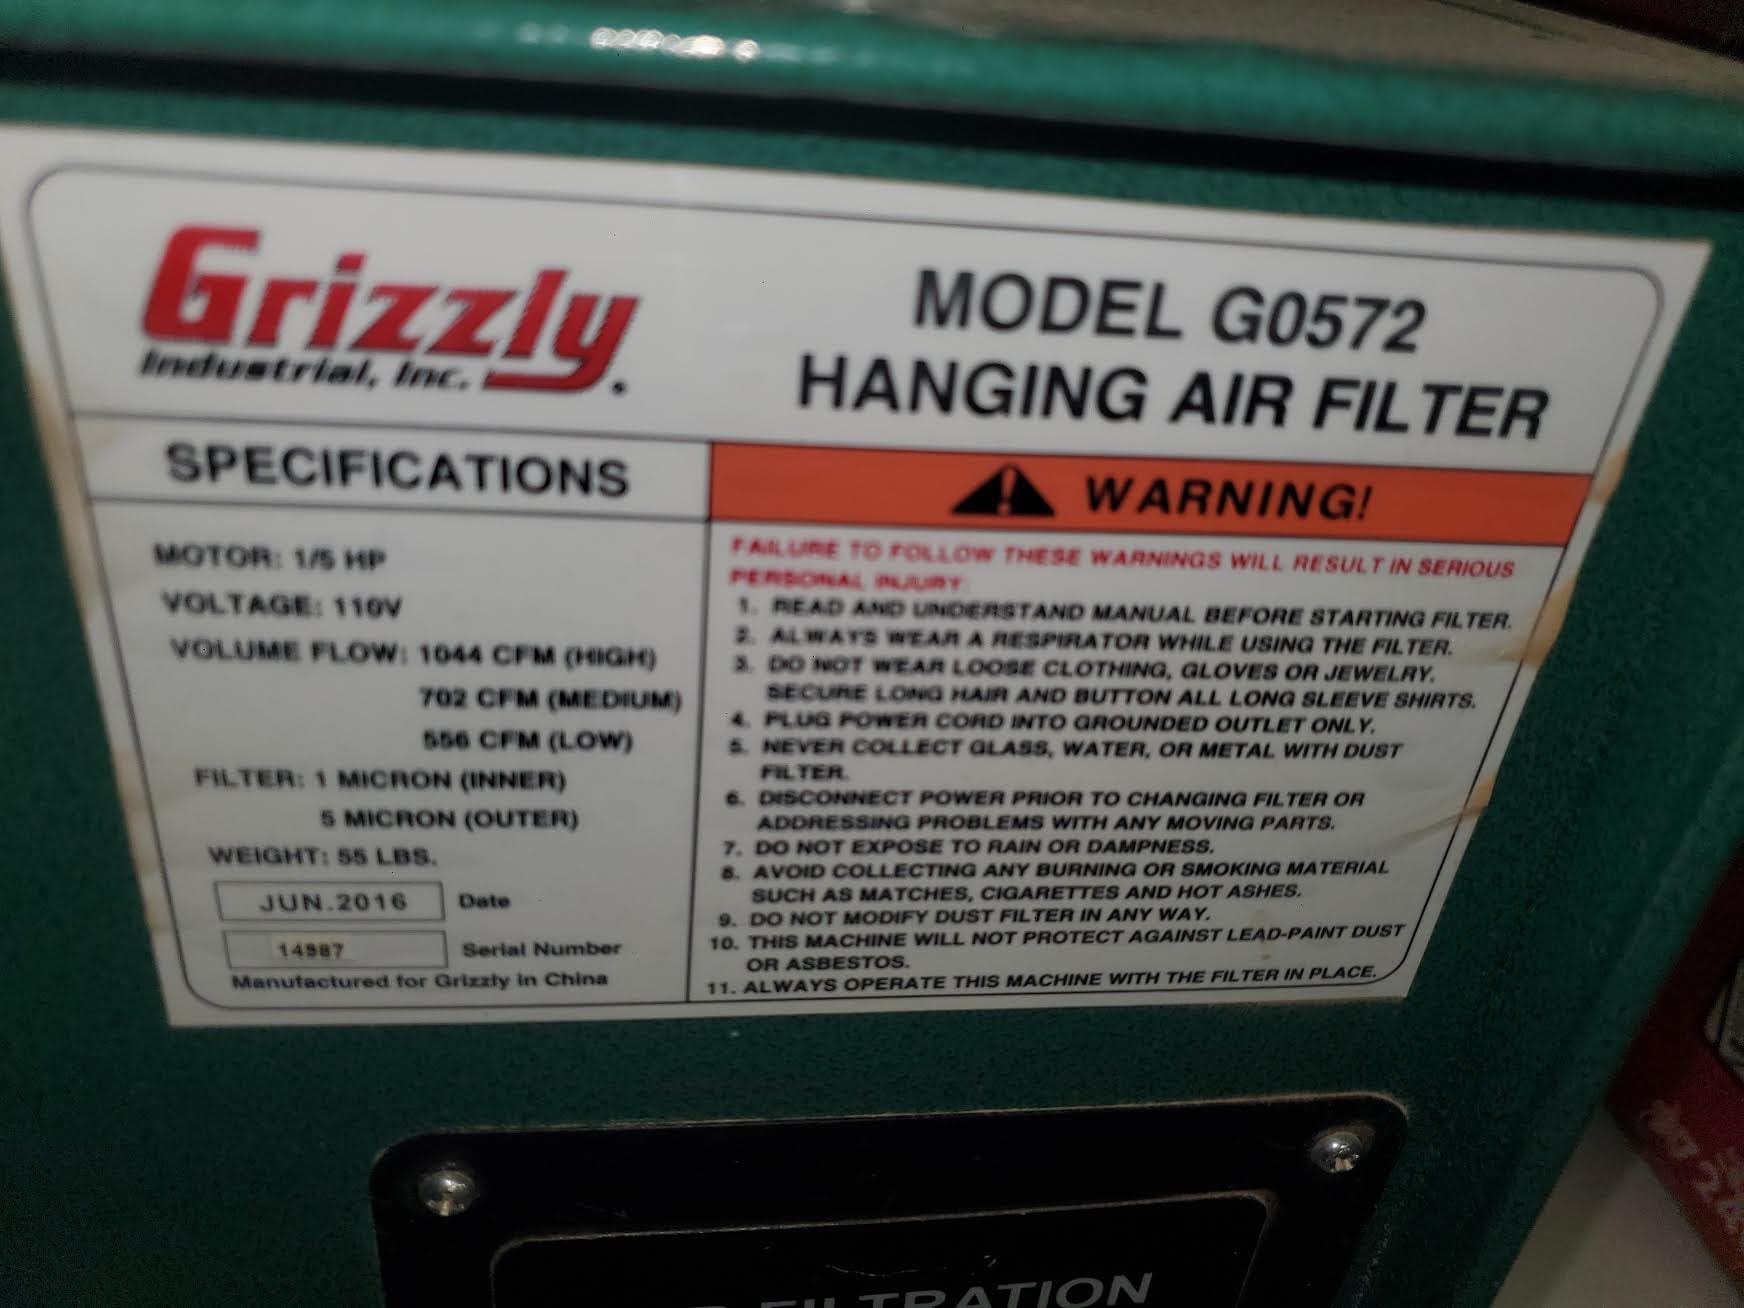 Grizzly
Industrial, Inc.
MODEL G0572
HANGING AIR FILTER
SPECIFICATIONS
MOTOR: 1/5 HP
VOLTAGE: 110V
VOLUME FLOW: 1044 CFM (HIGH)
702 CFM (MEDIUM)
556 CFM (LOW)
FILTER: 1 MICRON (INNER)
5 MICRON (OUTER)
WEIGHT: 55 LBS.
JUN.2016 Date
14987 Serial Number
Manufactured for Grizzly in China
WARNING!
FAILURE TO FOLLOW THESE WARNINGS WILL RESULT IN SERIOUS
PERSONAL INJURY:
1. READ AND UNDERSTAND MANUAL BEFORE STARTING FILTER.
2. ALWAYS WEAR A RESPIRATOR WHILE USING THE FILTER.
3. DO NOT WEAR LOOSE CLOTHING, GLOVES OR JEWELRY.
SECURE LONG HAIR AND BUTTON ALL LONG SLEEVE SHIRTS.
4. PLUG POWER CORD INTO GROUNDED OUTLET ONLY.
5. NEVER COLLECT GLASS, WATER, OR METAL WITH DUST
FILTER.
6. DISCONNECT POWER PRIOR TO CHANGING FILTER OR
ADDRESSING PROBLEMS WITH ANY MOVING PARTS.
7. DO NOT EXPOSE TO RAIN OR DAMPNESS.
8. AVOID COLLECTING ANY BURNING OR SMOKING MATERIAL
SUCH AS MATCHES, CIGARETTES AND HOT ASHES.
9. DO NOT MODIFY DUST FILTER IN ANY WAY.
10. THIS MACHINE WILL NOT PROTECT AGAINST LEAD-PAINT DUST
OR ASBESTOS.
11. ALWAYS OPERATE THIS MACHINE WITH THE FILTER IN PLACE.
FILTRATION